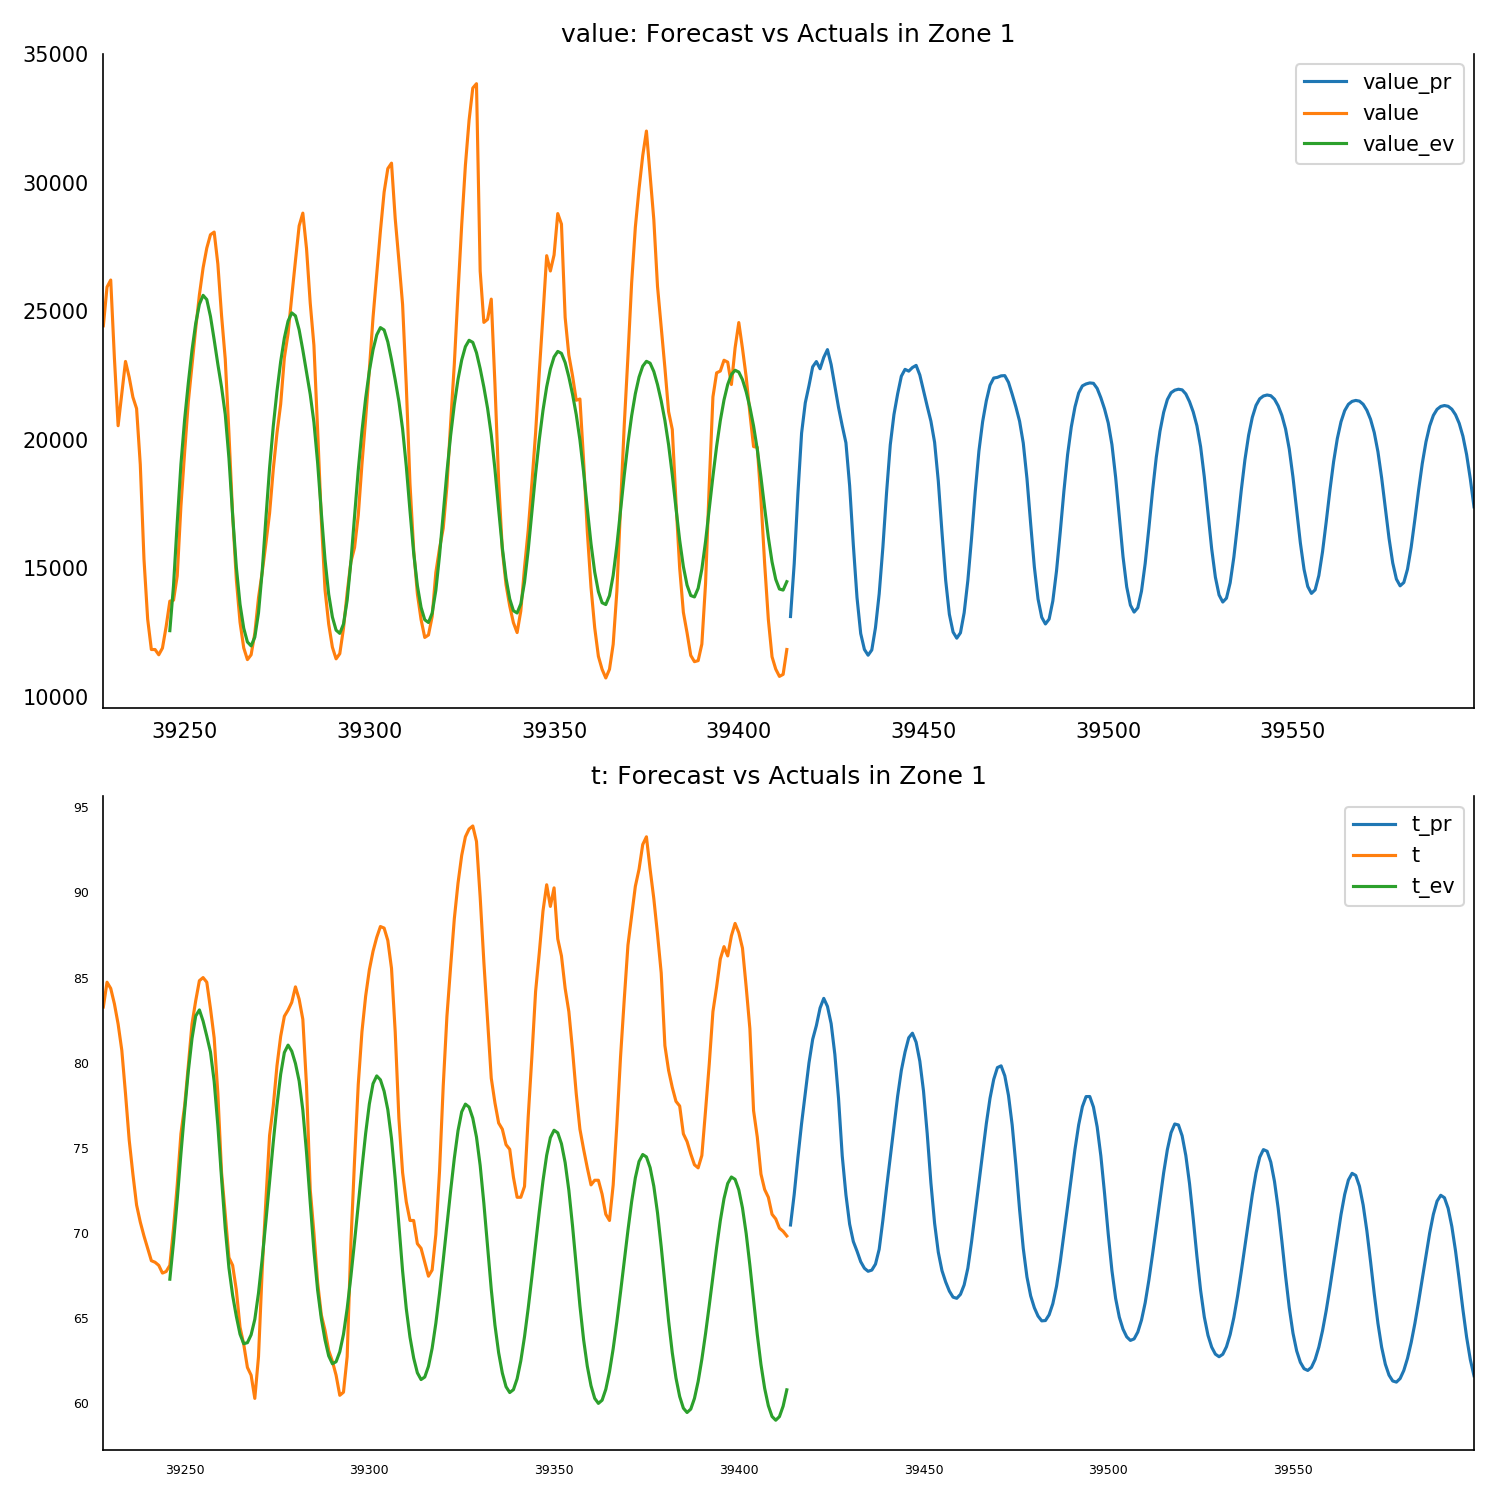 value: Forecast vs Actuals in Zone 1
35000
30000
25000
20000
15000
10000
value_pr
value
value_ev
39250 39300 39350 39400 39450 39500 39550
t: Forecast vs Actuals in Zone 1
95
90
85
80
75
70
65
60
t_pr
t
t_ev
39250 39300 39350 39400 39450 39500 39550